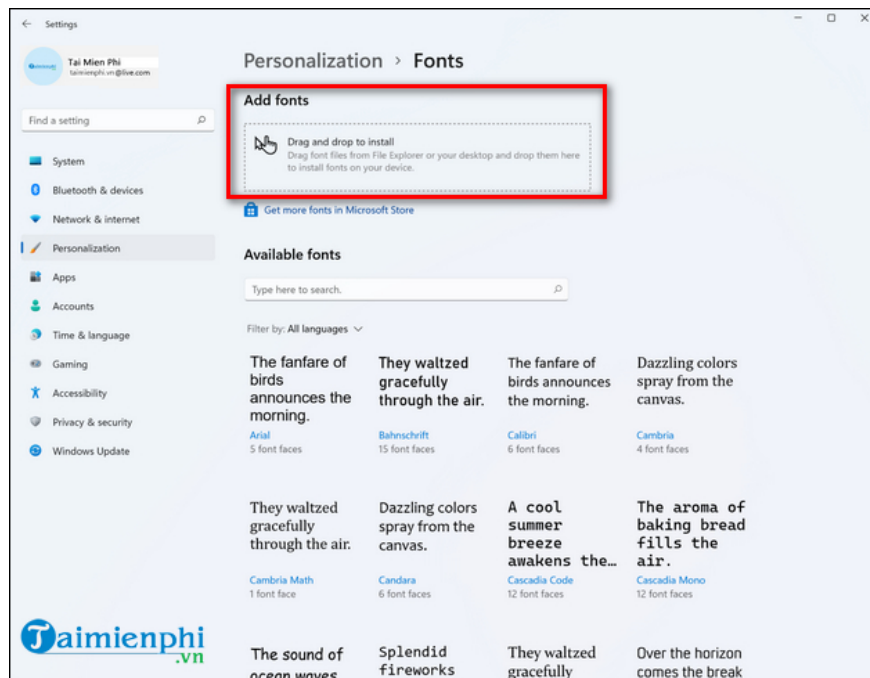 Settings
Tai Mien Phi
taimienphi.vn@live.com
Find a setting
System
Bluetooth & devices
Network & internet
Personalization
Apps
Accounts
Time & language
Gaming
Accessibility
Privacy & security
Windows Update
Personalization > Fonts
Add fonts
Drag and drop to install
Drag font files from File Explorer or your desktop and drop them here
to install fonts on your device.
Get more fonts in Microsoft Store
Available fonts
Type here to search.
Filter by: All languages
The fanfare of
birds
announces the
morning.
Arial
5 font faces
They waltzed
gracefully
through the air.
Bahnschrift
15 font faces
The fanfare of
birds announces
the morning.
Calibri
6 font faces
Dazzling colors
spray from the
canvas.
Cambria
4 font faces
They waltzed
gracefully
through the air.
Cambria Math
1 font face
Dazzling colors
spray from the
canvas.
Candara
6 font faces
A cool
summer
breeze
awakens the...
Cascadia Code
12 font faces
The aroma of
baking bread
fills the
air.
Cascadia Mono
12 font faces
The sound of
ocean waves
Splendid
fireworks
They waltzed
gracefully
Over the horizon
comes the break
Taimienphi
.vn